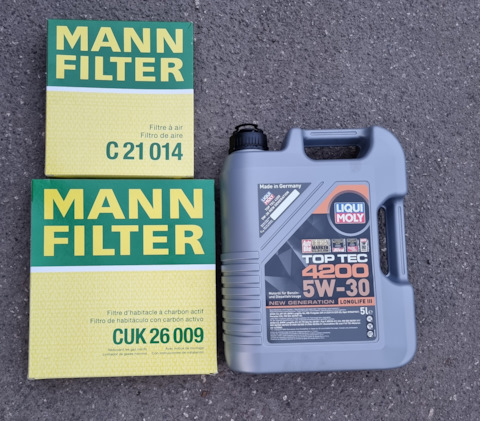 MANN
FILTER
Filtre à air
Filtro de aire
C 21 014
MANN
FILTER
Filtre d'habitacle à charbon actif
Filtro de habitáculo con carbón activo
CUK 26 009
Made in Germany
LIQUI
MOLY
LIQUI
MOLY
TOP TEC
4200
5W-30
NEW GENERATION LONGLIFE III
5L